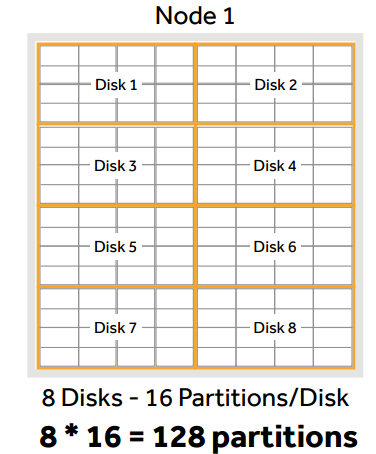 Node 1
Disk 1
Disk 2
Disk 3
Disk 4
Disk 5
Disk 6
Disk 7
Disk 8
8 Disks - 16 Partitions/Disk
8 * 16 = 128 partitions